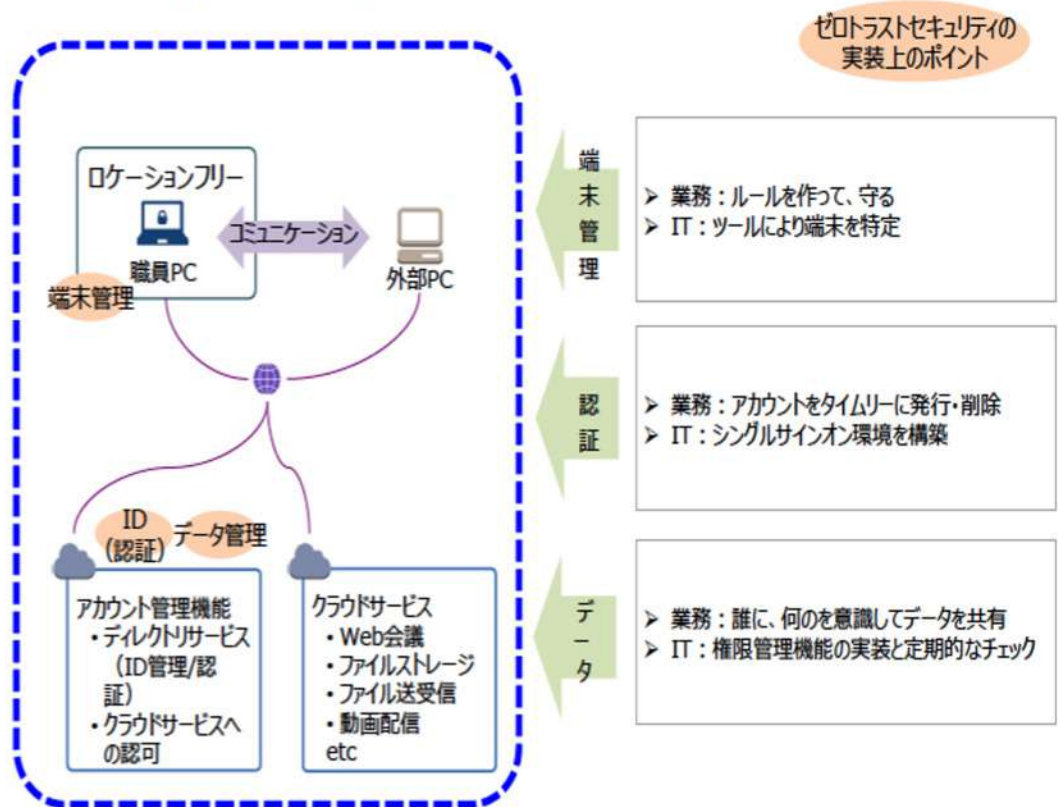 ゼロトラストセキュリティの
実装上のポイント
ロケーションフリー
職員PC
コミュニケーション
外部PC
端末管理
ID
(認証)
データ管理
アカウント管理機能
・ディレクトリサービス
(ID管理/認
証)
・クラウドサービスへ
の認可
クラウドサービス
・Web会議
・ファイルストレージ
・ファイル送受信
・動画配信
etc
端末管理
➢ 業務：ルールを作って、守る
➢ IT：ツールにより端末を特定
認証
➢ 業務：アカウントをタイムリーに発行・削除
➢ IT：シングルサインオン環境を構築
データ
➢ 業務：誰に、何のを意識してデータを共有
➢ IT：権限管理機能の実装と定期的なチェック